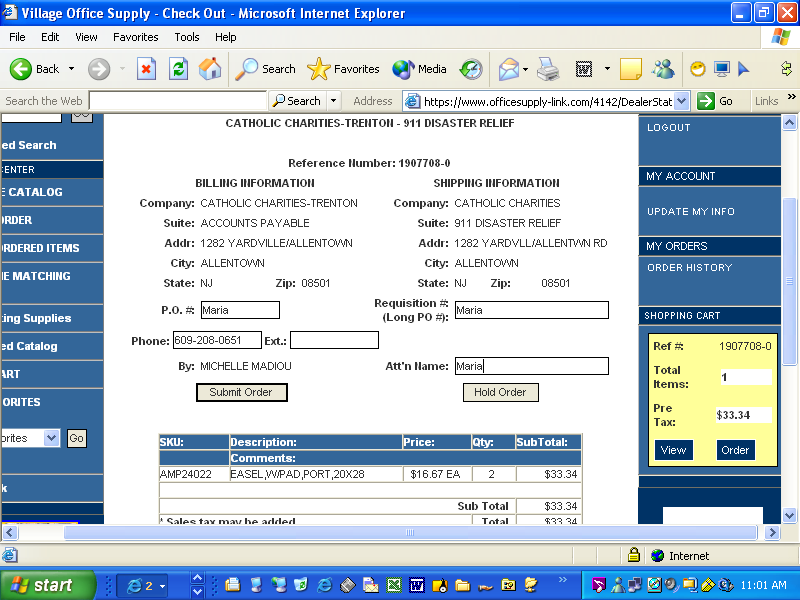 Village Office Supply - Check Out - Microsoft Internet Explorer
File Edit View Favorites Tools Help
Back Search Favorites Media
Search the Web Search Address https://www.officesupply-link.com/4142/DealerStat Go Links »
CATHOLIC CHARITIES-TRENTON - 911 DISASTER RELIEF
Reference Number: 1907708-0
BILLING INFORMATION SHIPPING INFORMATION
Company: CATHOLIC CHARITIES-TRENTON Company: CATHOLIC CHARITIES
Suite: ACCOUNTS PAYABLE Suite: 911 DISASTER RELIEF
Addr: 1282 YARDVILLE/ALLENTOWN Addr: 1282 YARDVLL/ALLENTWN RD
City: ALLENTOWN City: ALLENTOWN
State: NJ Zip: 08501 State: NJ Zip: 08501
P.O. #: Maria Requisition #: Maria
(Long PO #):
Phone: 609-208-0651 Ext.:
By: MICHELLE MADIOU Att'n Name: Maria
Submit Order Hold Order
SKU: Description: Price: Qty: SubTotal:
Comments:
AMP24022 EASEL,W/PAD,PORT,20X28 $16.67 EA 2 $33.34
Sub Total $33.34
* Sales tax may be added Total $33.34
ed Search
CENTER
E CATALOG
ORDER
ORDERED ITEMS
NE MATCHING
ting Supplies
ed Catalog
ART
ORITES
orites Go
k
LOGOUT
MY ACCOUNT
UPDATE MY INFO
MY ORDERS
ORDER HISTORY
SHOPPING CART
Ref #: 1907708-0
Total
Items: 1
Pre
Tax: $33.34
View Order
Internet
start 2 » 11:01 AM